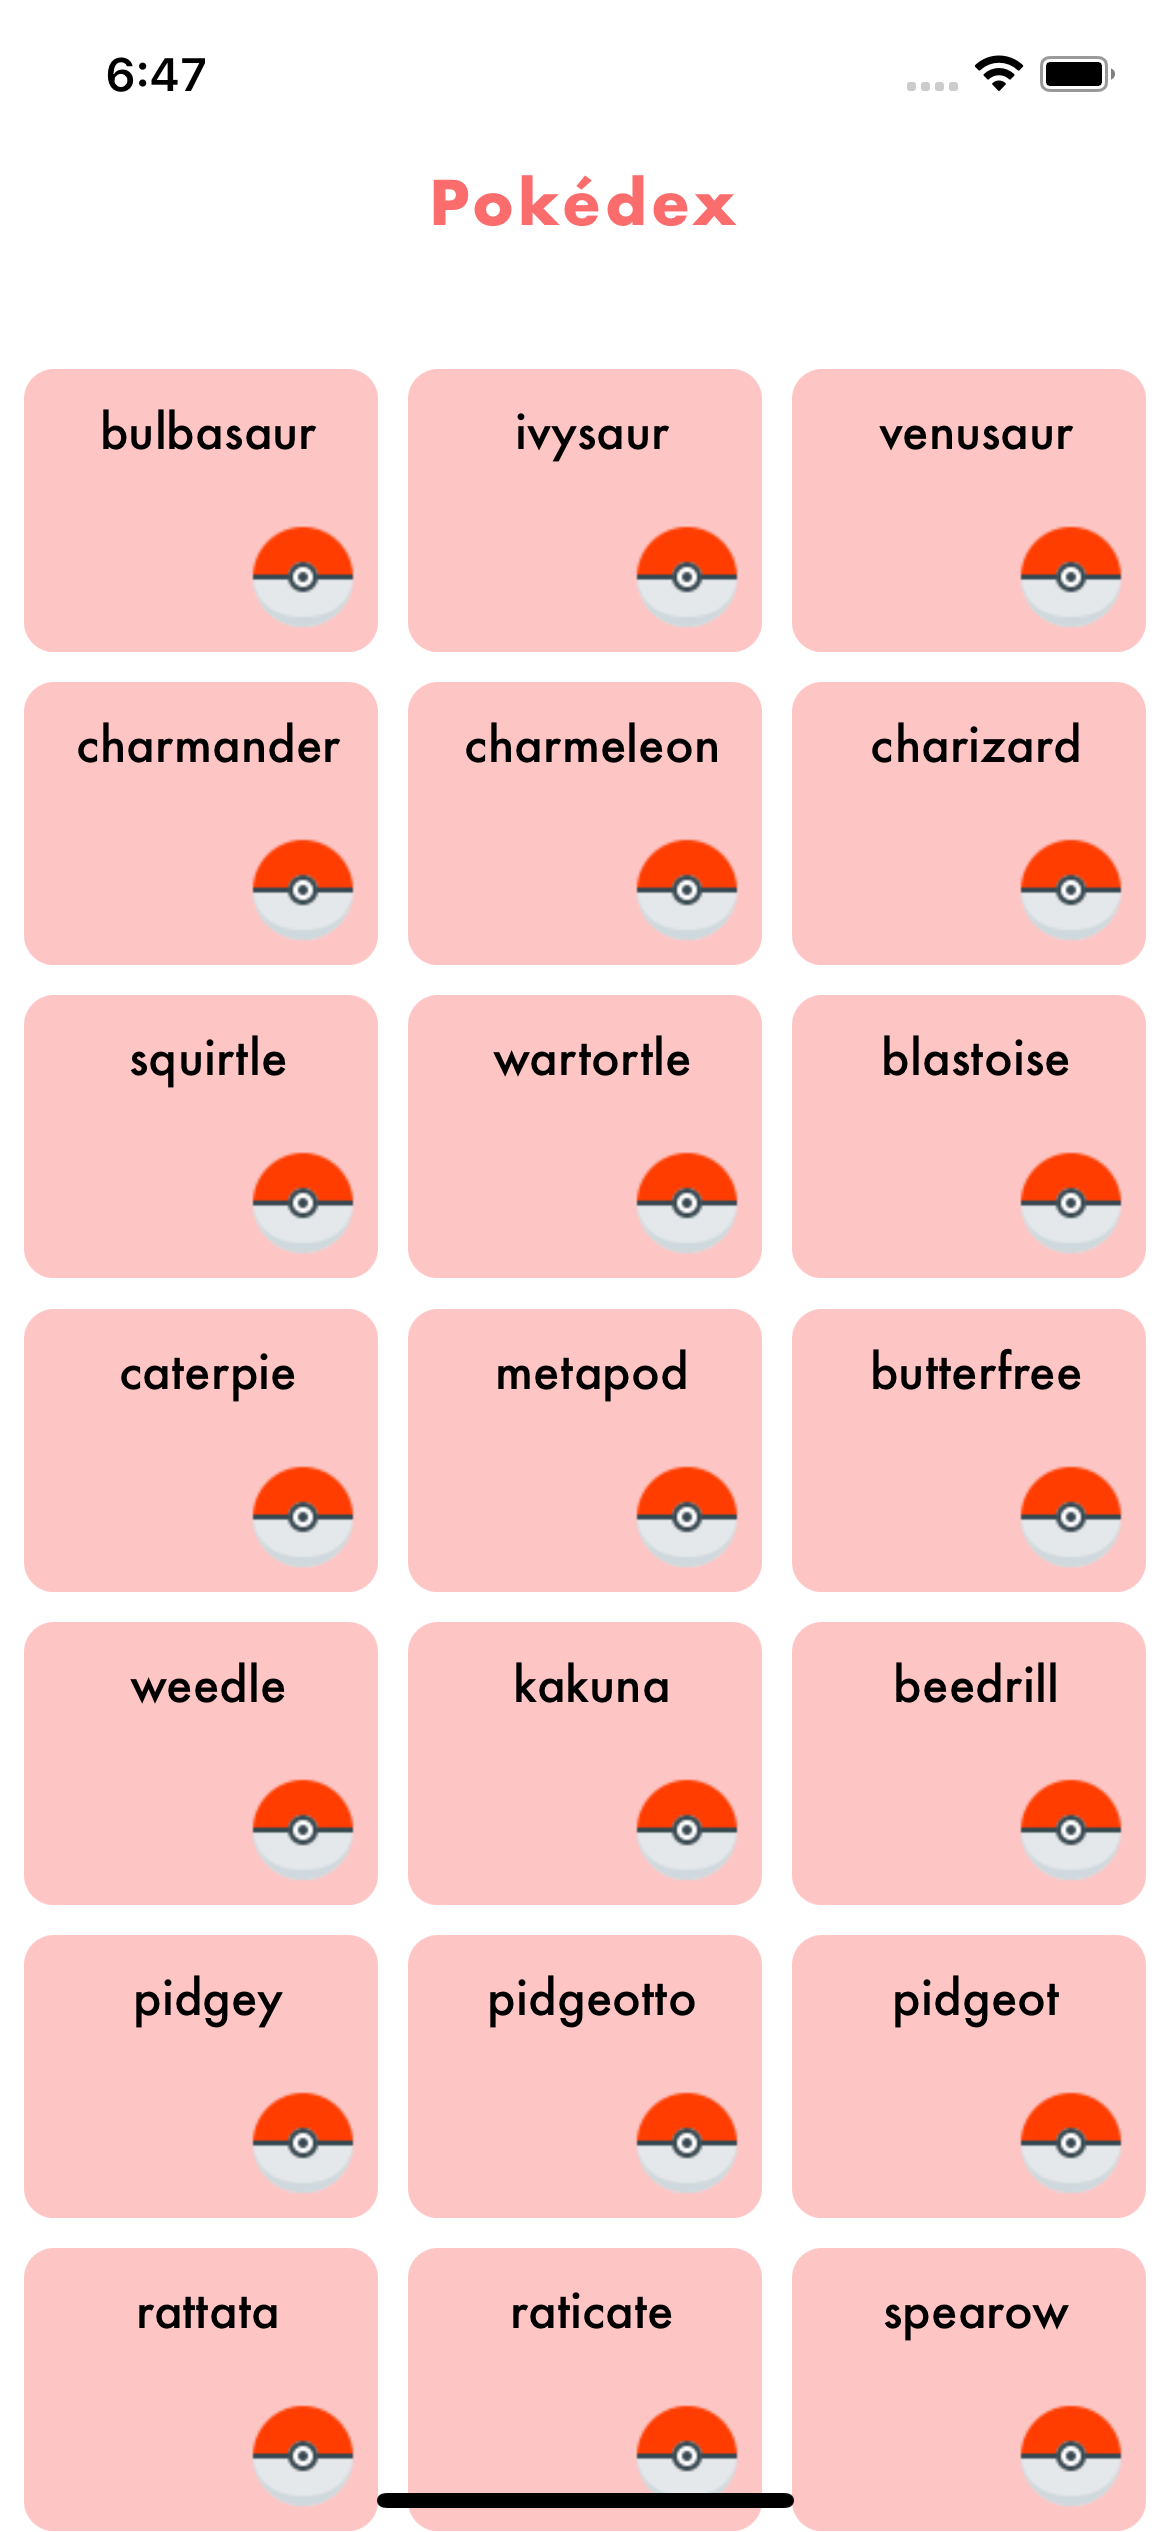 6:47
Pokédex
bulbasaur ivysaur venusaur
charmander charmeleon charizard
squirtle wartortle blastoise
caterpie metapod butterfree
weedle kakuna beedrill
pidgey pidgeotto pidgeot
rattata raticate spearow